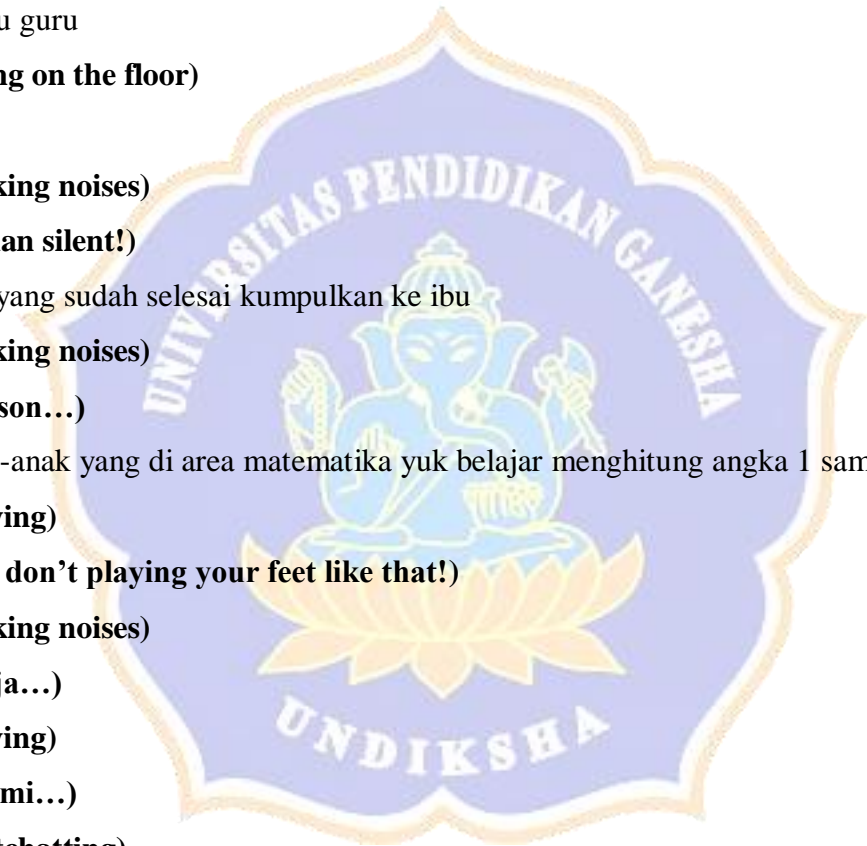 u guru
ng on the floor)
king noises)
an silent!)
yang sudah selesai kumpulkan ke ibu
king noises)
son…)
-anak yang di area matematika yuk belajar menghitung angka 1 sam
ying)
don’t playing your feet like that!)
king noises)
ja…)
ying)
mi…)
UNIVERSITAS PENDIDIKAN GANESHA
UNDIKSHA